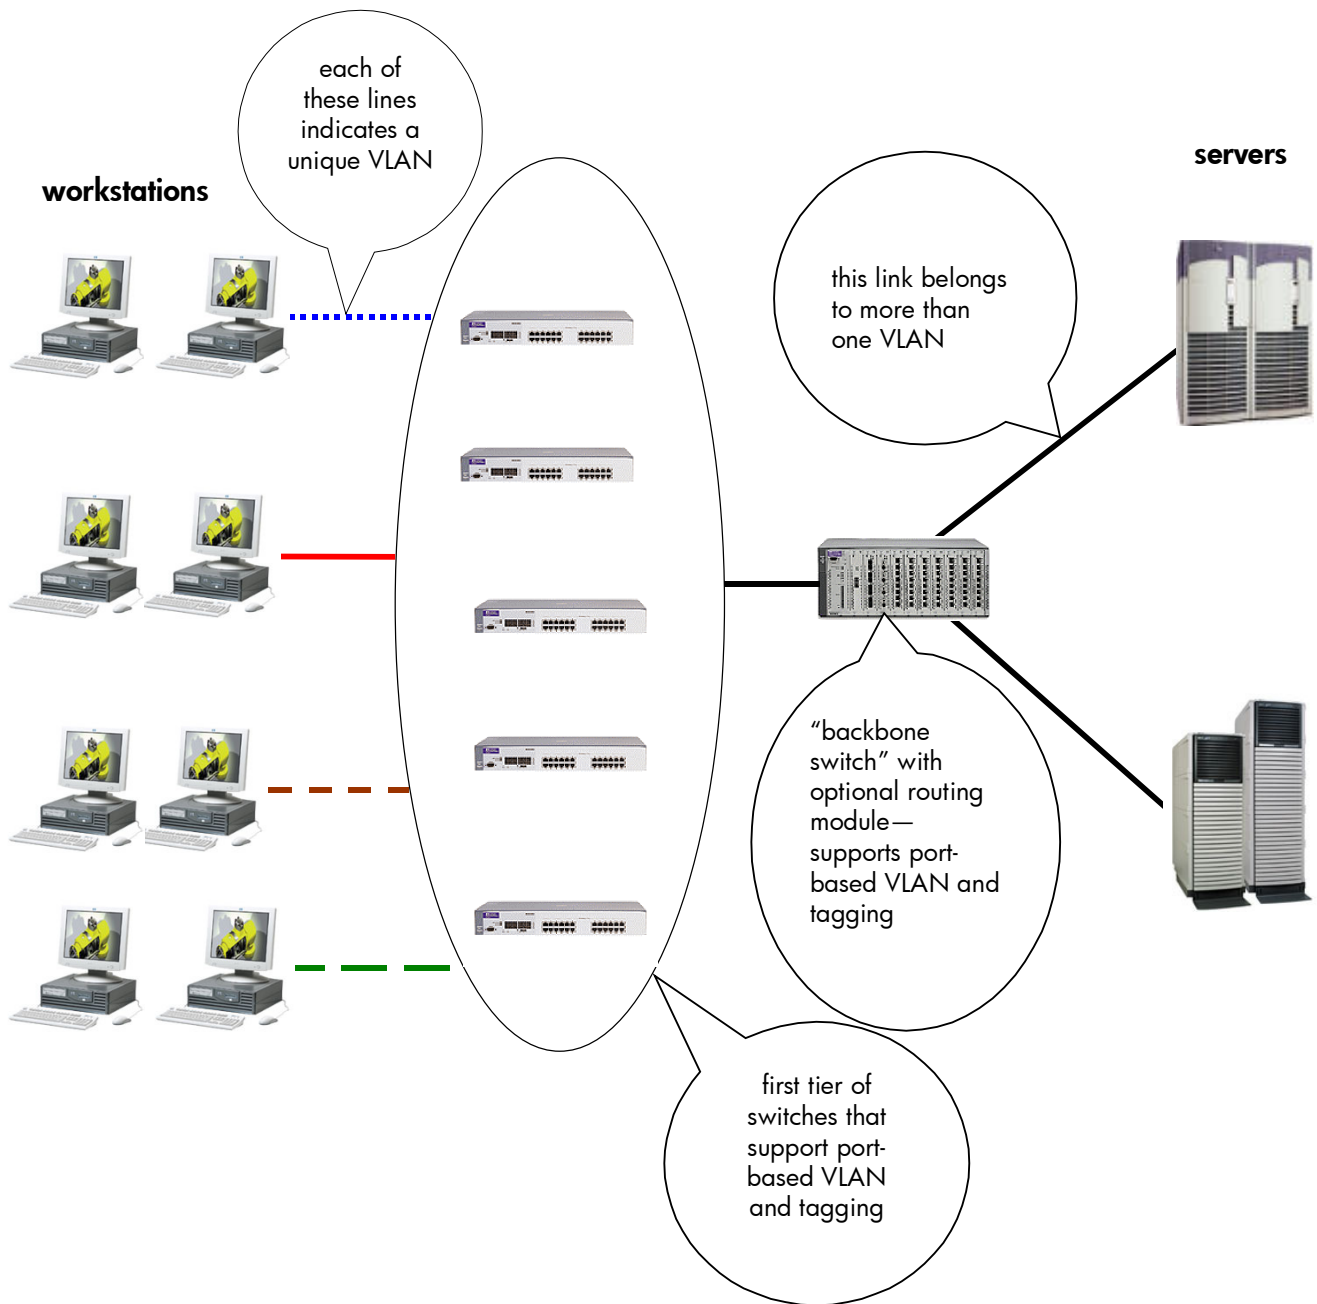 each of
these lines
indicates a
unique VLAN
workstations
servers
this link belongs
to more than
one VLAN
“backbone
switch” with
optional routing
module—
supports port-
based VLAN and
tagging
first tier of
switches that
support port-
based VLAN
and tagging